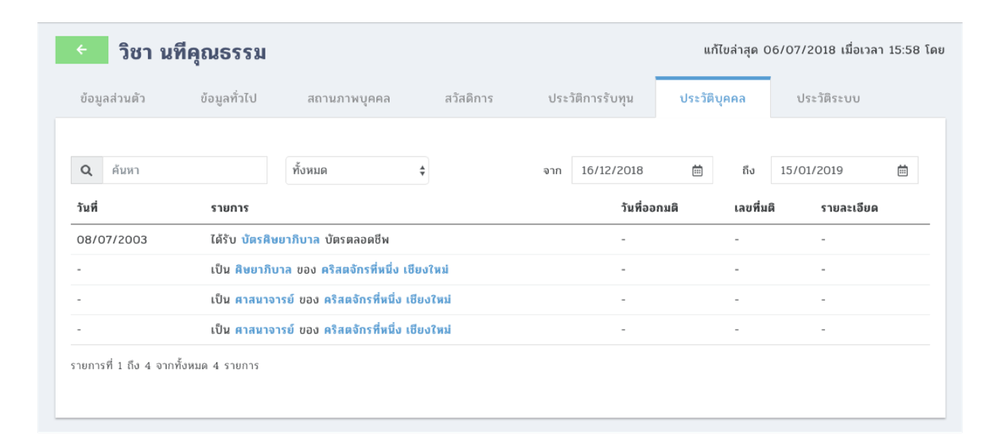 วิชา นทีคุณธรรม แก้ไขล่าสุด 06/07/2018 เมื่อเวลา 15:58 โดย
ข้อมูลส่วนตัว ข้อมูลทั่วไป สถานภาพบุคคล สวัสดิการ ประวัติการรับทุน ประวัติบุคคล ประวัติระบบ
ค้นหา ทั้งหมด จาก 16/12/2018 ถึง 15/01/2019
วันที่ รายการ วันที่ออกมติ เลขที่มติ รายละเอียด
08/07/2003 ได้รับ บัตรศิษยาภิบาล บัตรตลอดชีพ - - -
- เป็น ศิษยาภิบาล ของ คริสตจักรที่หนึ่ง เชียงใหม่ - - -
- เป็น ศาสนาจารย์ ของ คริสตจักรที่หนึ่ง เชียงใหม่ - - -
- เป็น ศาสนาจารย์ ของ คริสตจักรที่หนึ่ง เชียงใหม่ - - -
รายการที่ 1 ถึง 4 จากทั้งหมด 4 รายการ